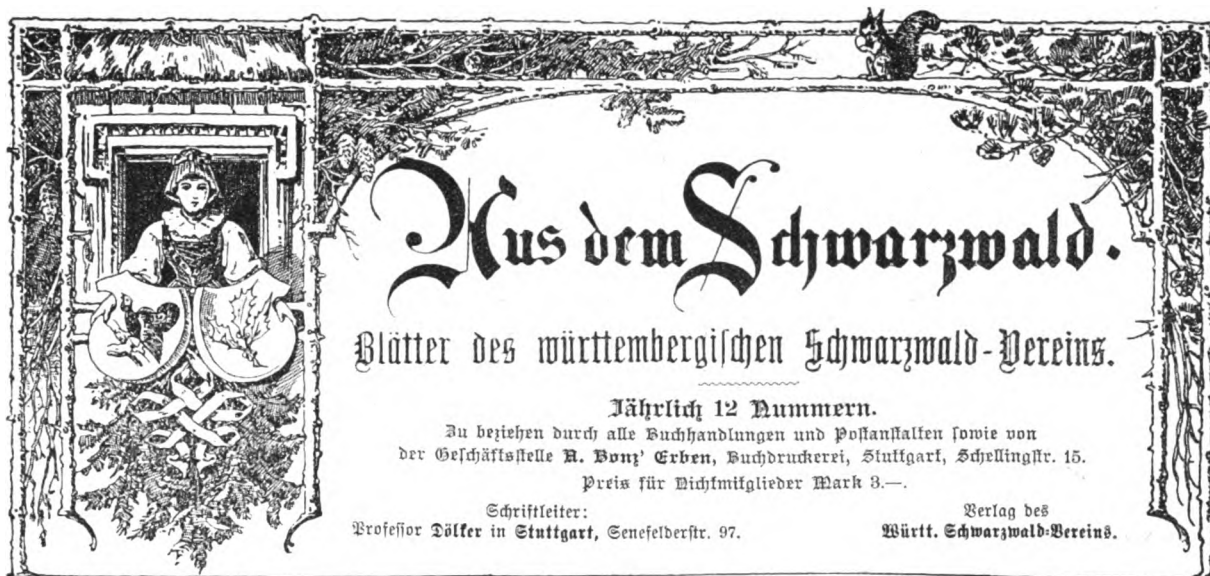 Aus dem Schwarzwald.
Blätter des württembergischen Schwarzwald-Vereins.
Jährlich 12 Nummern.
Zu beziehen durch alle Buchhandlungen und Postanstalten sowie von
der Geschäftsstelle A. Bonz' Erben, Buchdruckerei, Stuttgart, Schellingstr. 15.
Preis für Nichtmitglieder Mark 3.—.
Schriftleiter:
Professor Dölker in Stuttgart, Senefelderstr. 97.
Verlag des
Württ. Schwarzwald-Vereins.